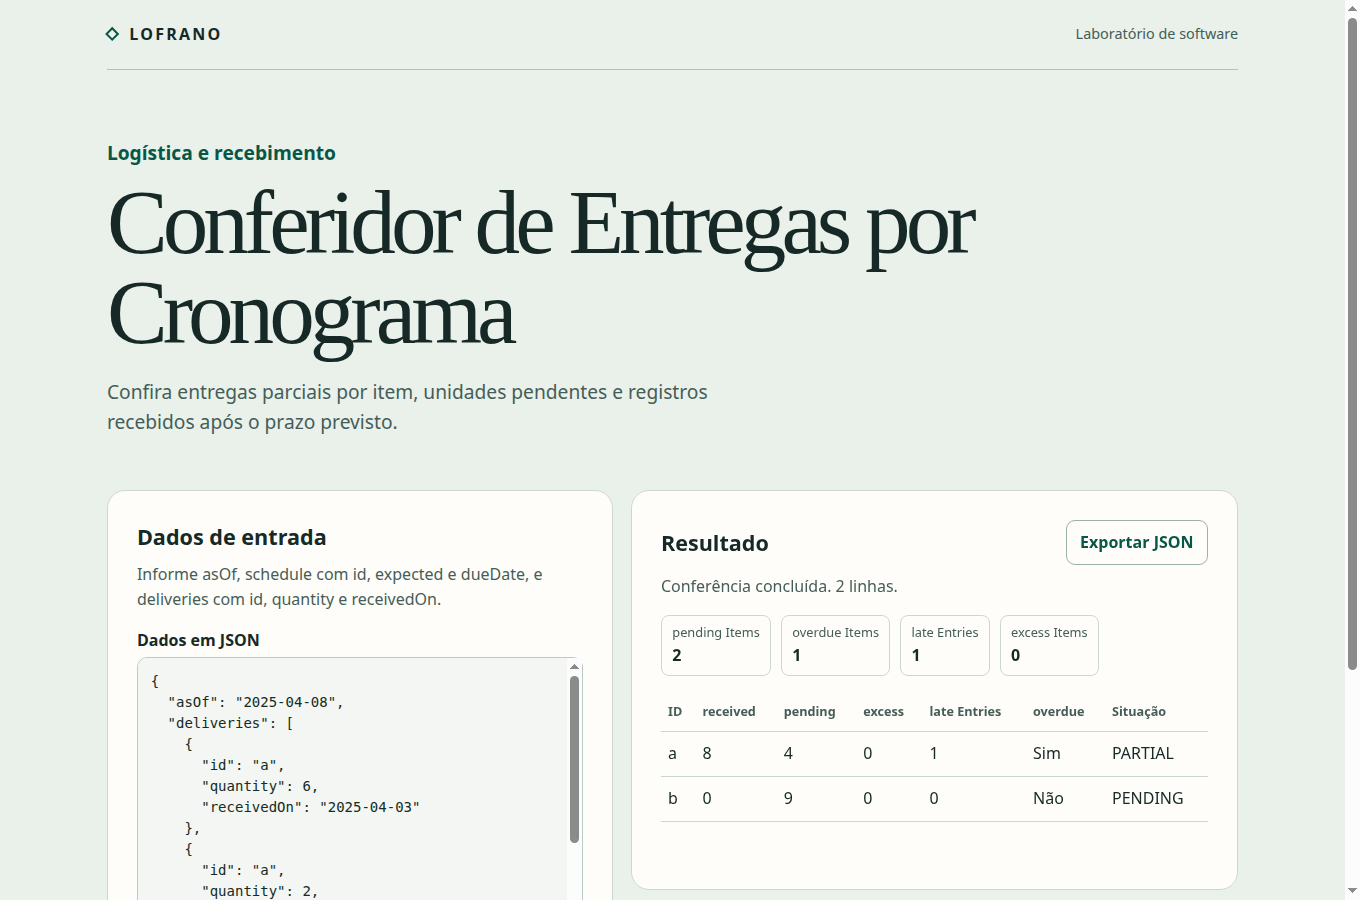 LOFRANO
Laboratório de software
Logística e recebimento
Conferidor de Entregas por
Cronograma
Confira entregas parciais por item, unidades pendentes e registros
recebidos após o prazo previsto.
Dados de entrada
Informe asOf, schedule com id, expected e dueDate, e
deliveries com id, quantity e receivedOn.
Dados em JSON
{
  "asOf": "2025-04-08",
  "deliveries": [
    {
      "id": "a",
      "quantity": 6,
      "receivedOn": "2025-04-03"
    },
    {
      "id": "a",
      "quantity": 2,
Resultado
Exportar JSON
Conferência concluída. 2 linhas.
pending Items
2
overdue Items
1
late Entries
1
excess Items
0
ID received pending excess late Entries overdue Situação
a 8 4 0 1 Sim PARTIAL
b 0 9 0 0 Não PENDING